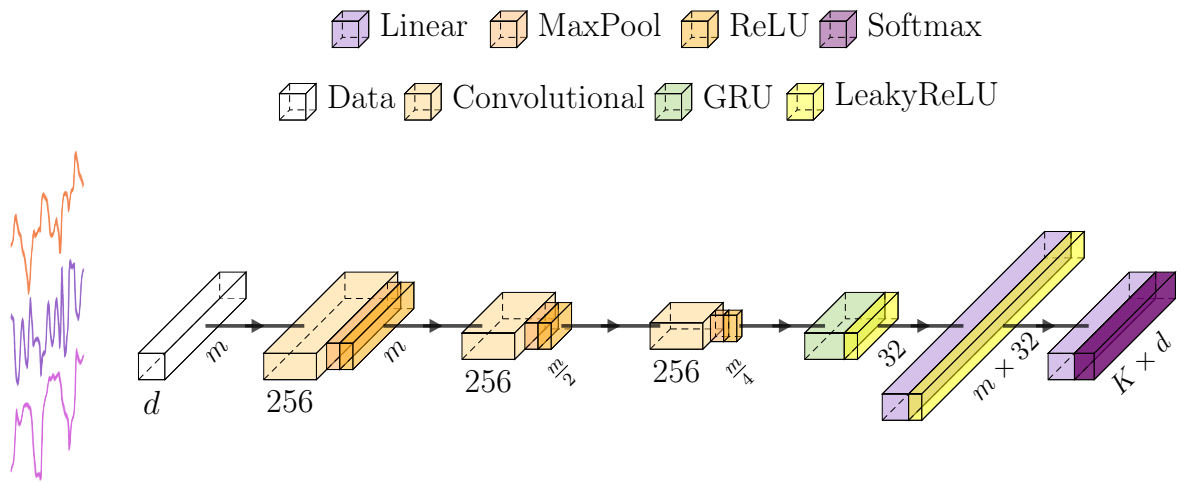 Linear MaxPool ReLU Softmax
Data Convolutional GRU LeakyReLU
d
m
256
m
256
m/2
256
m/4
32
m × 32
K × d